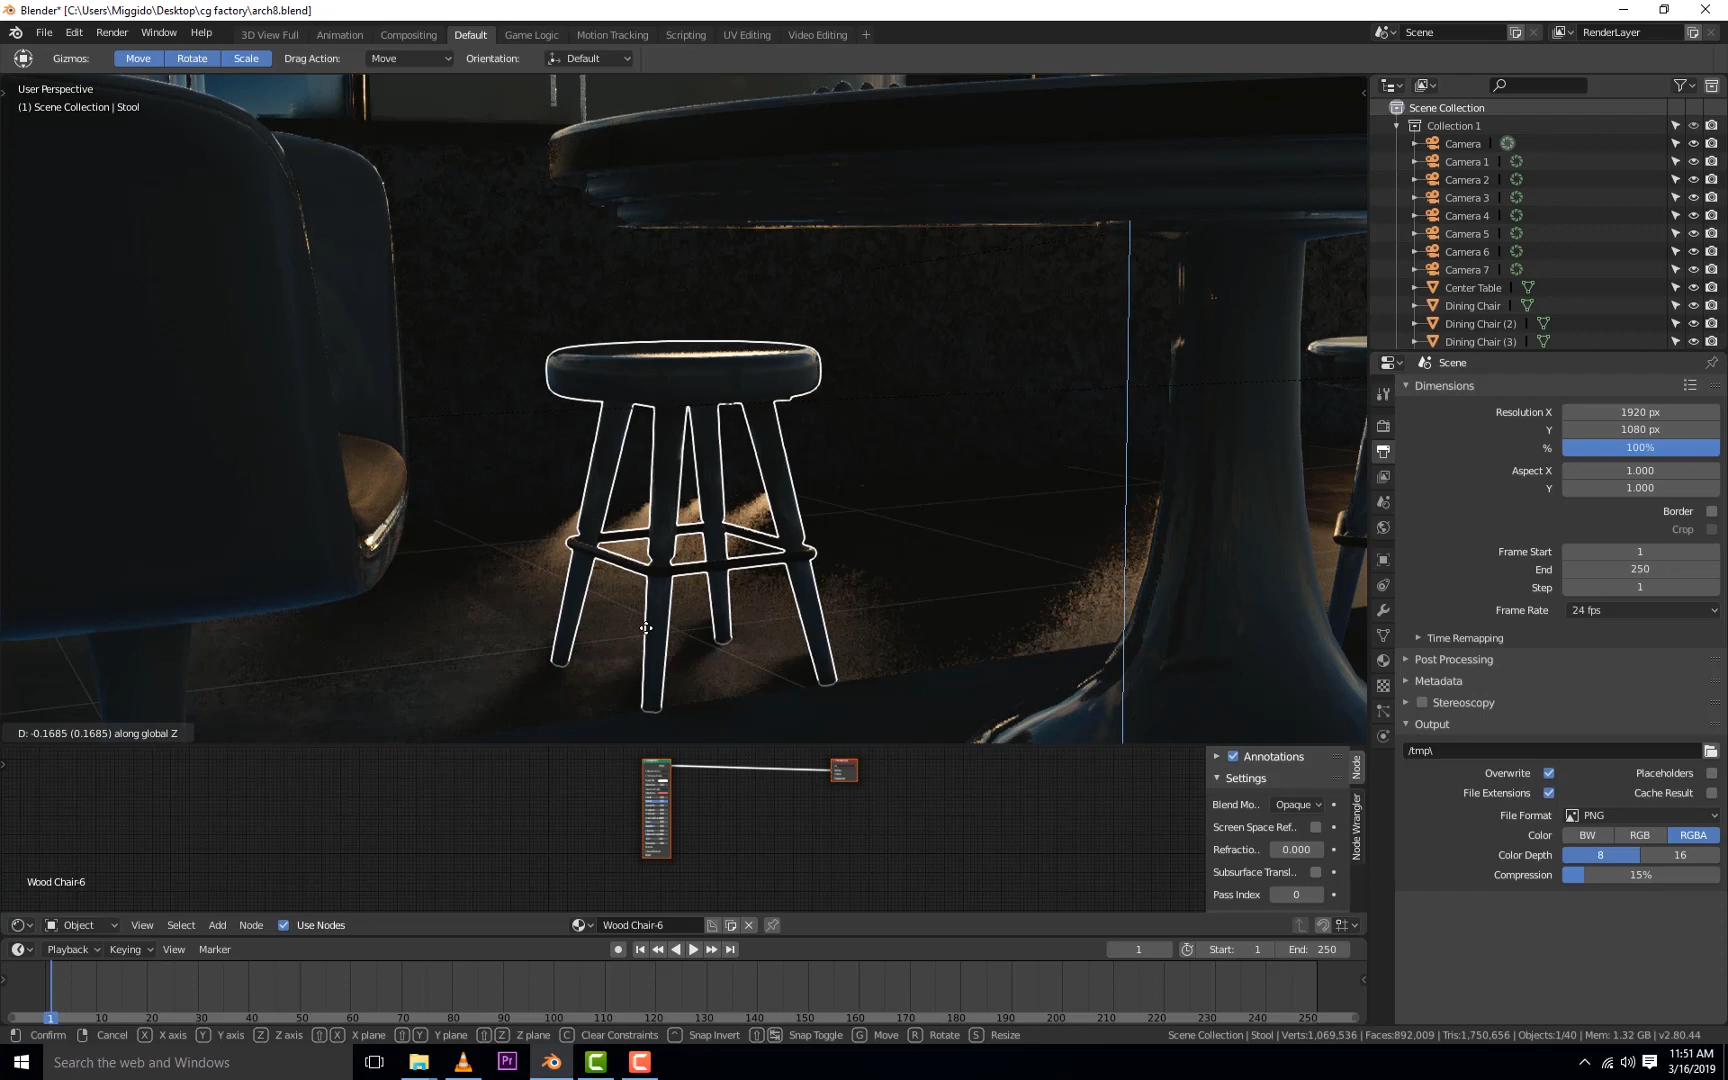 Blender* [C:\Users\Miggido\Desktop\cg factory\arch8.blend]
File Edit Render Window Help
3D View Full Animation Compositing Default Game Logic Motion Tracking Scripting UV Editing Video Editing +
Scene RenderLayer
Gizmos: Move Rotate Scale Drag Action: Move Orientation: Default
User Perspective
(1) Scene Collection | Stool
Scene Collection
Collection 1
Camera
Camera 1
Camera 2
Camera 3
Camera 4
Camera 5
Camera 6
Camera 7
Center Table
Dining Chair
Dining Chair (2)
Dining Chair (3)
Scene
Dimensions
Resolution X 1920 px
Y 1080 px
% 100%
Aspect X 1.000
Y 1.000
Border
Crop
Frame Start 1
End 250
Step 1
Frame Rate 24 fps
Time Remapping
Post Processing
Metadata
Stereoscopy
Output
/tmp\
Overwrite Placeholders
File Extensions Cache Result
File Format PNG
Color BW RGB RGBA
Color Depth 8 16
Compression 15%
D: -0.1685 (0.1685) along global Z
Annotations
Settings
Blend Mo.. Opaque
Screen Space Ref..
Refractio.. 0.000
Subsurface Transl..
Pass Index 0
Node
Node Wrangler
Wood Chair-6
Object View Select Add Node Use Nodes Wood Chair-6
Playback Keying View Marker 1 Start: 1 End: 250
1 10 20 30 40 50 60 70 80 90 100 110 120 130 140 150 160 170 180 190 200 210 220 230 240 250
Confirm Cancel X X axis Y Y axis Z Z axis X X plane Y Y plane Z Z plane C Clear Constraints Snap Invert Snap Toggle G Move R Rotate S Resize
Scene Collection | Stool | Verts:1,069,536 | Faces:892,009 | Tris:1,750,656 | Objects:1/40 | Mem: 1.32 GB | v2.80.44
Search the web and Windows
Pr
11:51 AM
3/16/2019